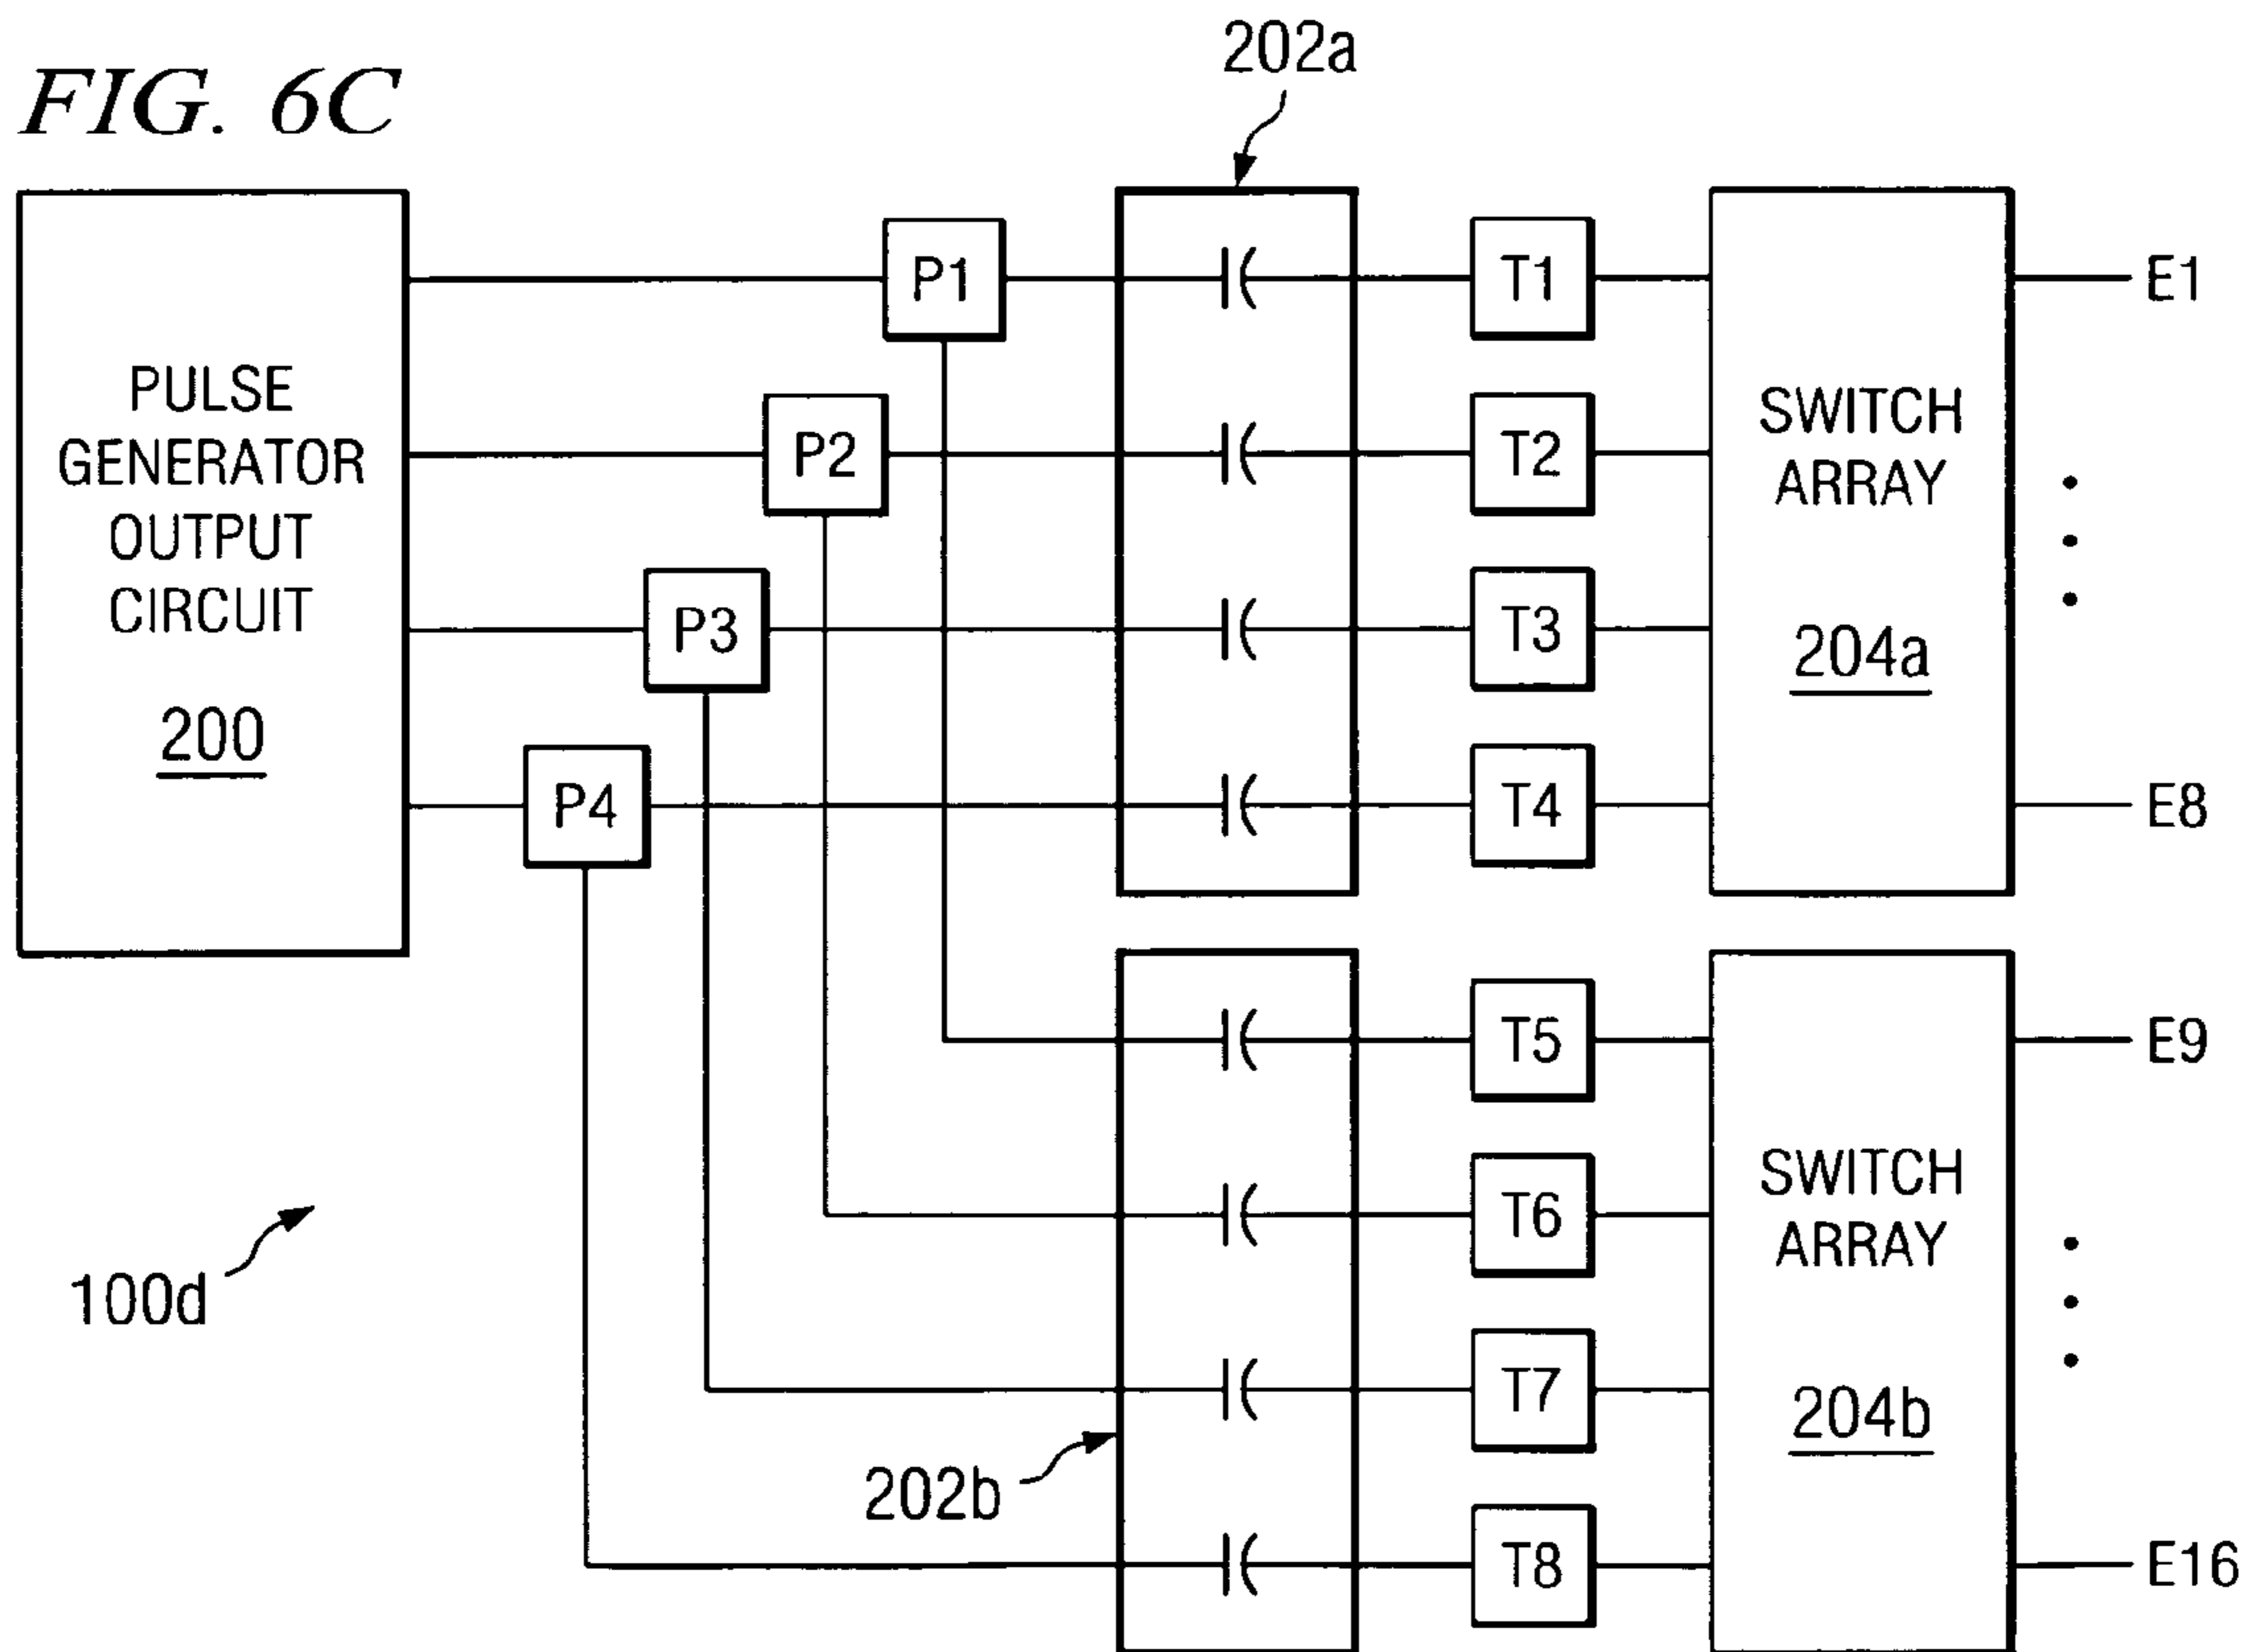 FIG. 6C
202a
PULSE
GENERATOR
OUTPUT
CIRCUIT
200
P1
P2
P3
P4
T1
T2
T3
T4
SWITCH
ARRAY
204a
E1
E8
T5
T6
T7
T8
SWITCH
ARRAY
204b
E9
E16
202b
100d